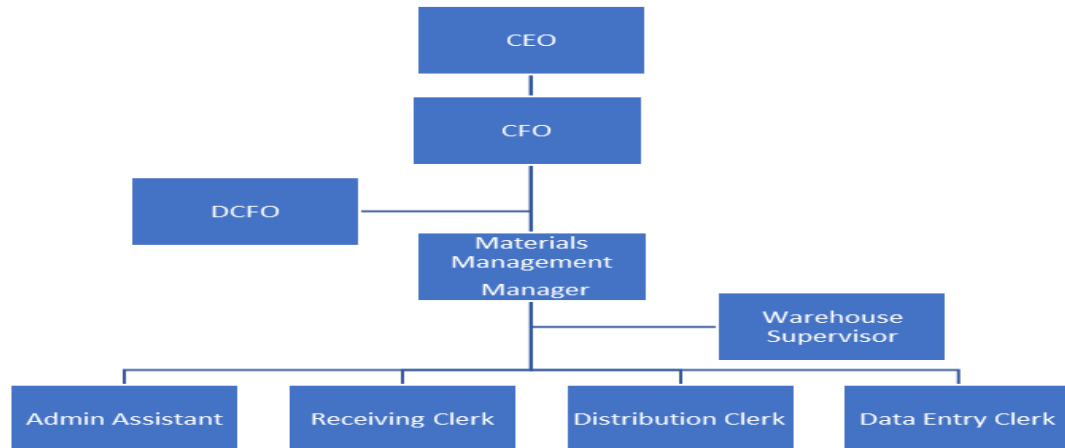 CEO
CFO
DCFO
Materials
Management
Manager
Warehouse
Supervisor
Admin Assistant
Receiving Clerk
Distribution Clerk
Data Entry Clerk